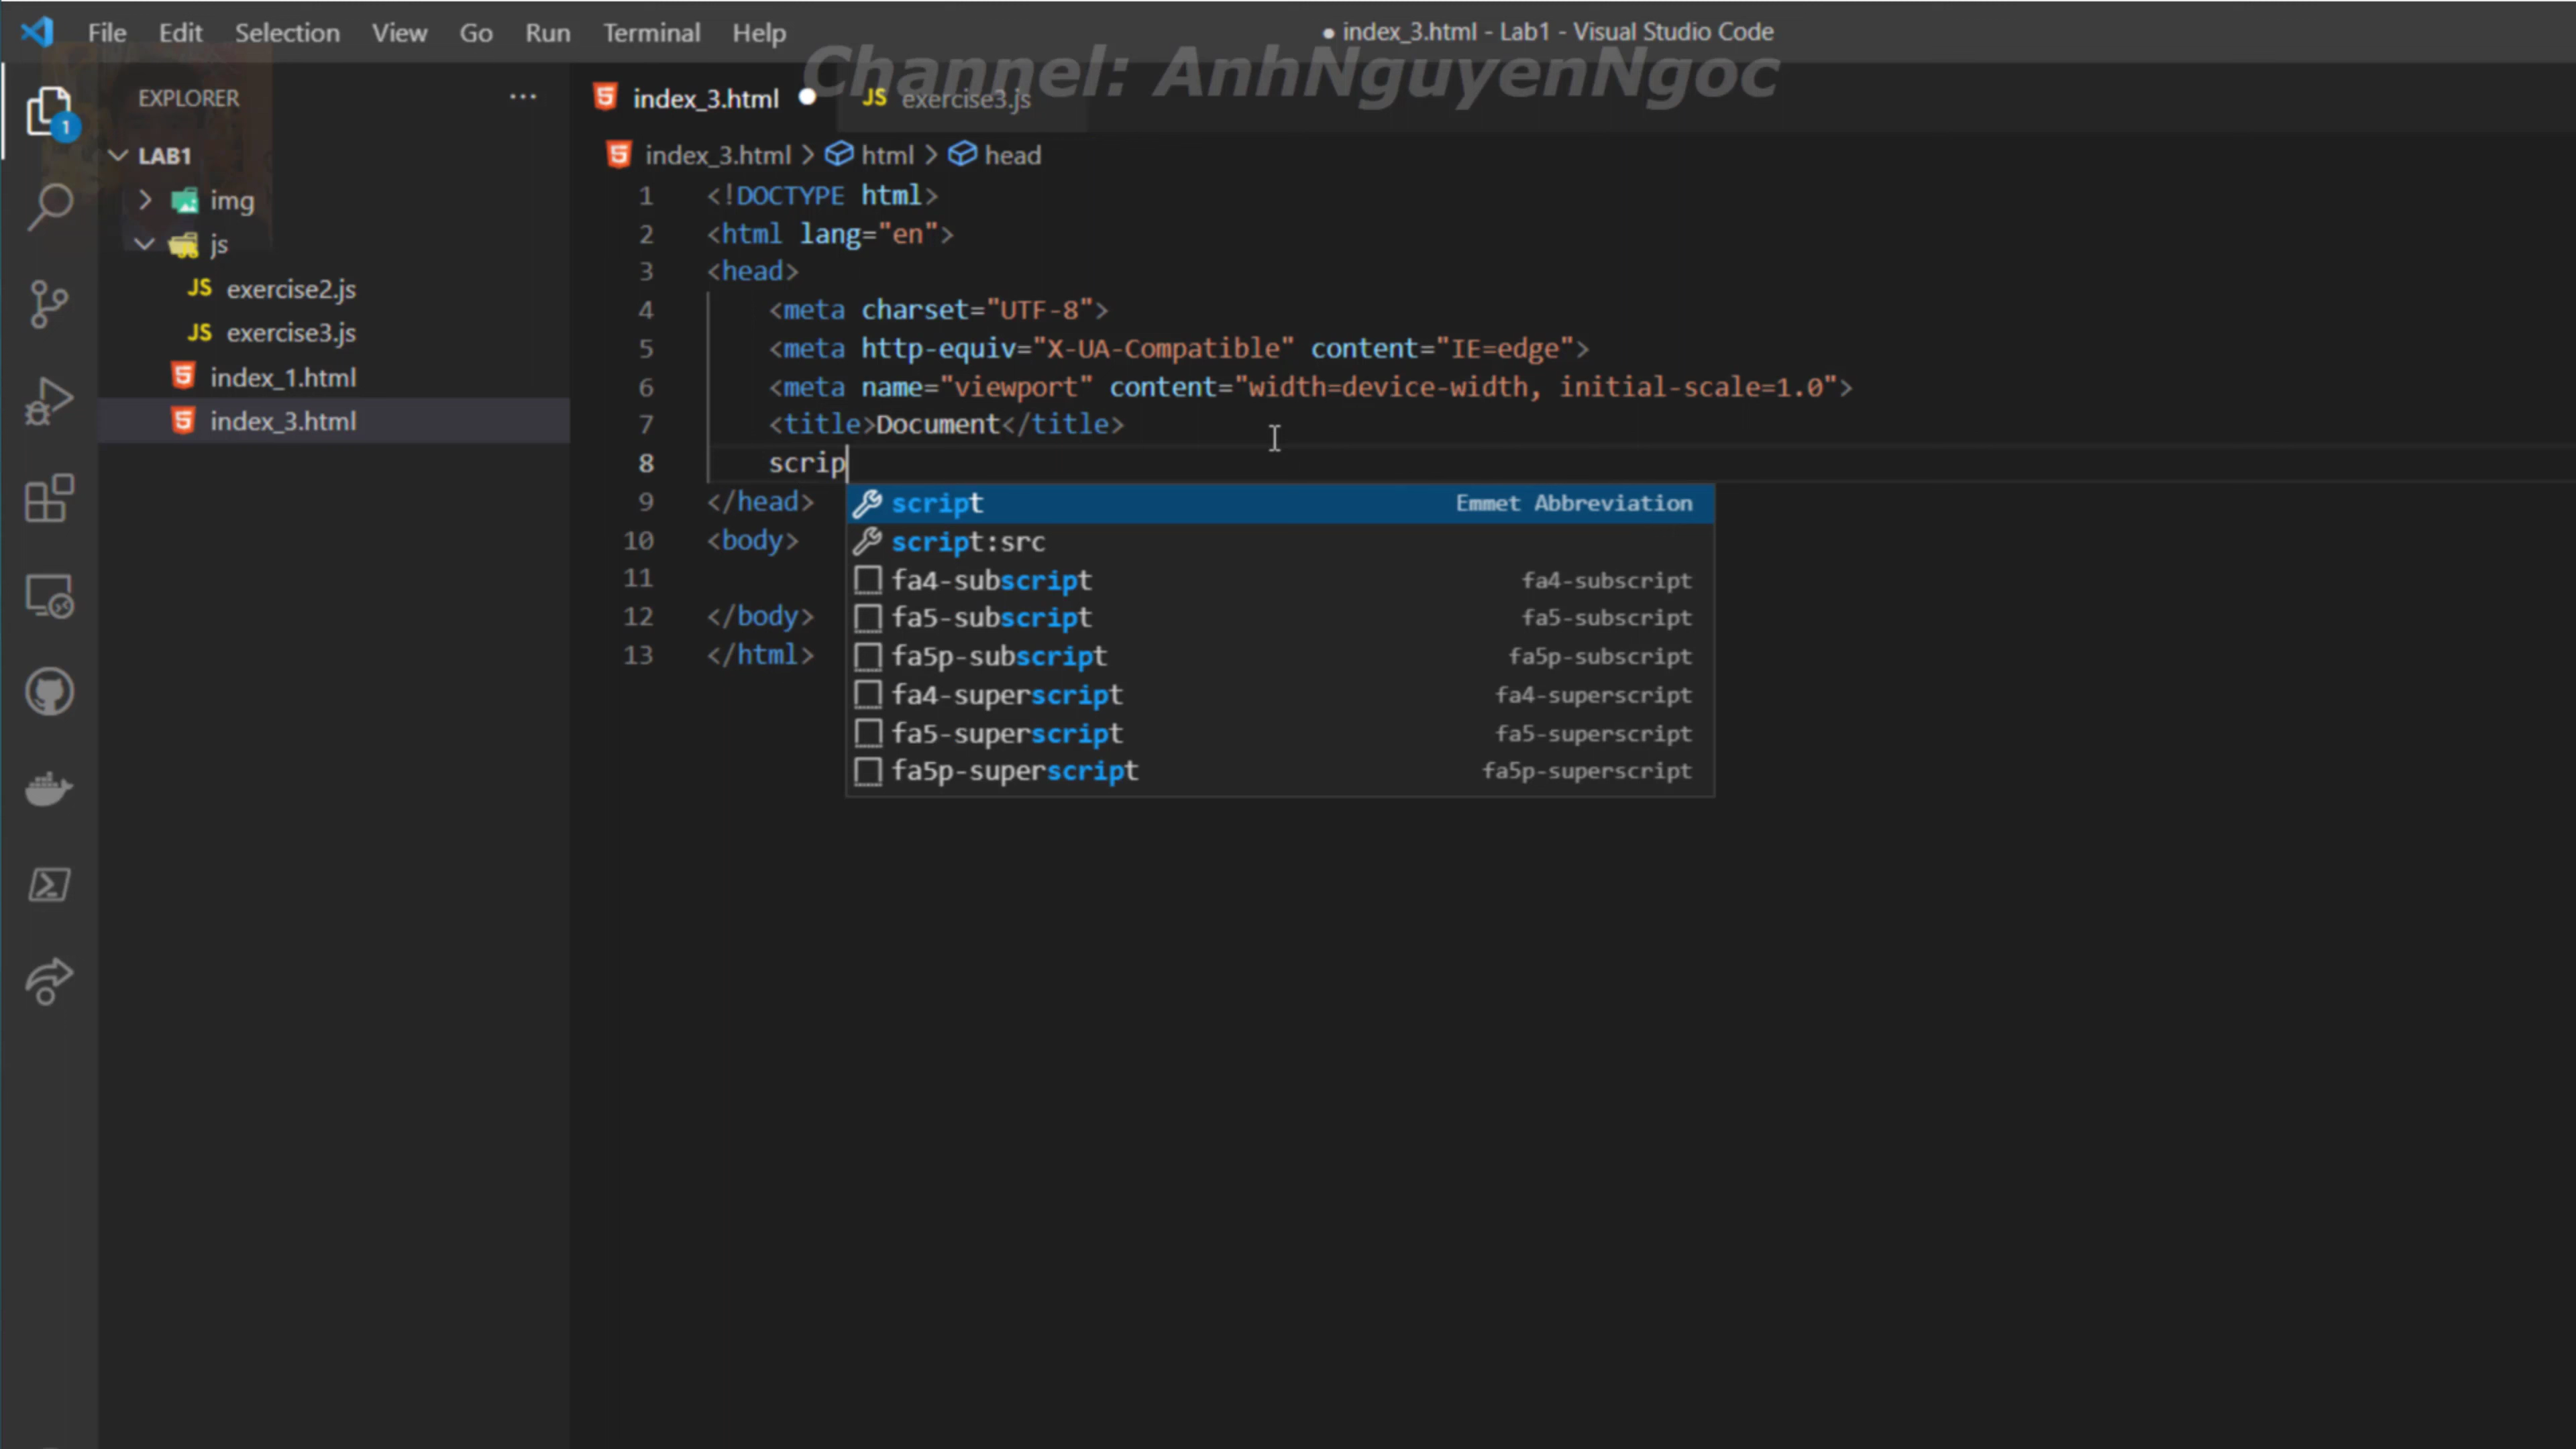 File Edit Selection View Go Run Terminal Help
● index_3.html - Lab1 - Visual Studio Code
Channel: AnhNguyenNgoc
EXPLORER ...
index_3.html ● JS exercise3.js
1
LAB1
index_3.html > html > head
img
js
JS exercise2.js
JS exercise3.js
index_1.html
index_3.html
1 <!DOCTYPE html>
2 <html lang="en">
3 <head>
4 <meta charset="UTF-8">
5 <meta http-equiv="X-UA-Compatible" content="IE=edge">
6 <meta name="viewport" content="width=device-width, initial-scale=1.0">
7 <title>Document</title>
8 scrip
9 </head>
10 <body>
11
12 </body>
13 </html>
script Emmet Abbreviation
script:src
fa4-subscript fa4-subscript
fa5-subscript fa5-subscript
fa5p-subscript fa5p-subscript
fa4-superscript fa4-superscript
fa5-superscript fa5-superscript
fa5p-superscript fa5p-superscript